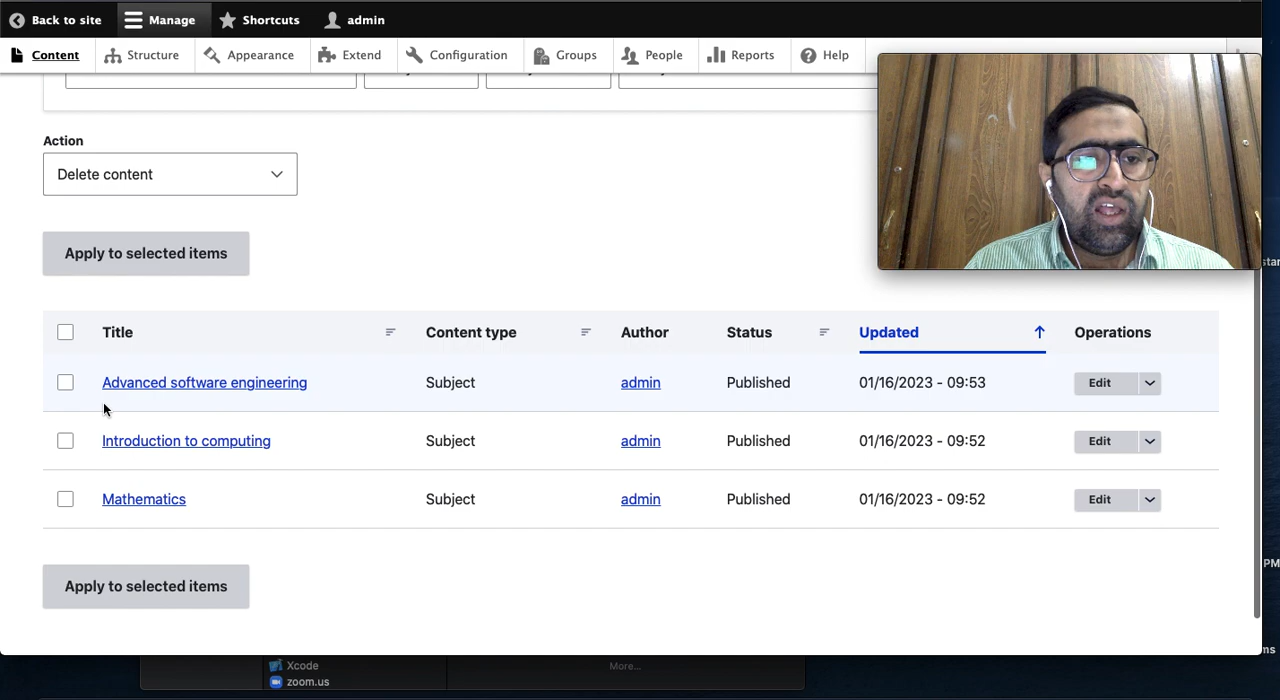 Back to site Manage Shortcuts admin
Content Structure Appearance Extend Configuration Groups People Reports Help
Action
Delete content
Apply to selected items
Title Content type Author Status Updated Operations
Advanced software engineering Subject admin Published 01/16/2023 - 09:53 Edit
Introduction to computing Subject admin Published 01/16/2023 - 09:52 Edit
Mathematics Subject admin Published 01/16/2023 - 09:52 Edit
PM
Apply to selected items
Xcode More...
zoom.us